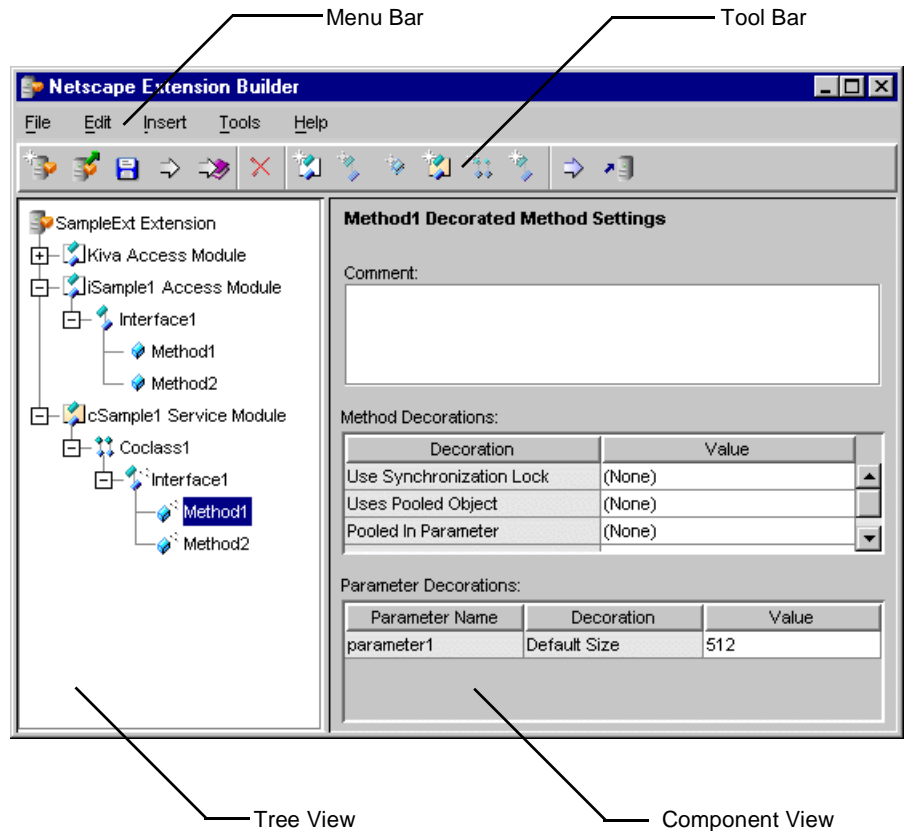 Menu Bar
Tool Bar
Netscape Extension Builder
File Edit Insert Tools Help
SampleExt Extension
Kiva Access Module
iSample1 Access Module
Interface1
Method1
Method2
cSample1 Service Module
Coclass1
Interface1
Method1
Method2
Method1 Decorated Method Settings
Comment:
Method Decorations:
Decoration Value
Use Synchronization Lock (None)
Uses Pooled Object (None)
Pooled In Parameter (None)
Parameter Decorations:
Parameter Name Decoration Value
parameter1 Default Size 512
Tree View
Component View